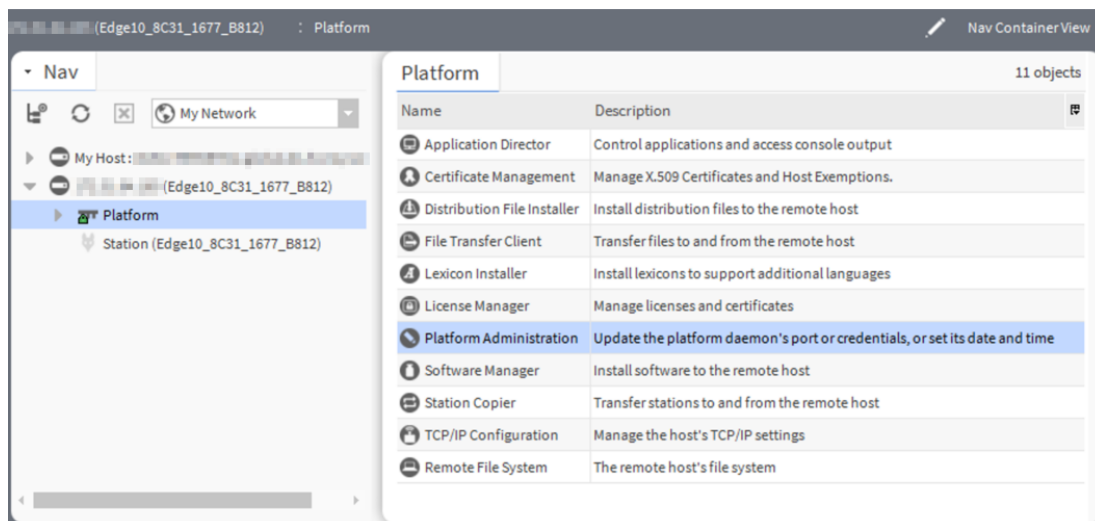 (Edge10_8C31_1677_B812) : Platform Nav Container View
Nav
My Network
My Host :
(Edge10_8C31_1677_B812)
Platform
Station (Edge10_8C31_1677_B812)
Platform 11 objects
Name Description
Application Director Control applications and access console output
Certificate Management Manage X.509 Certificates and Host Exemptions.
Distribution File Installer Install distribution files to the remote host
File Transfer Client Transfer files to and from the remote host
Lexicon Installer Install lexicons to support additional languages
License Manager Manage licenses and certificates
Platform Administration Update the platform daemon's port or credentials, or set its date and time
Software Manager Install software to the remote host
Station Copier Transfer stations to and from the remote host
TCP/IP Configuration Manage the host's TCP/IP settings
Remote File System The remote host's file system